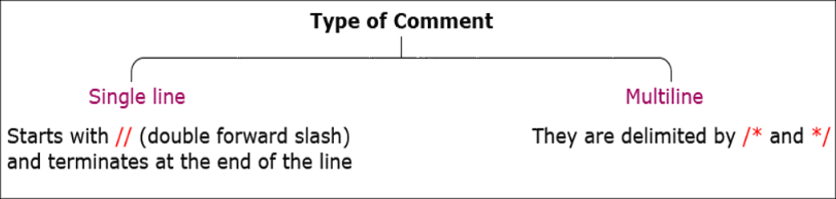 Type of Comment
Single line
Multiline
Starts with // (double forward slash)
and terminates at the end of the line
They are delimited by /* and */